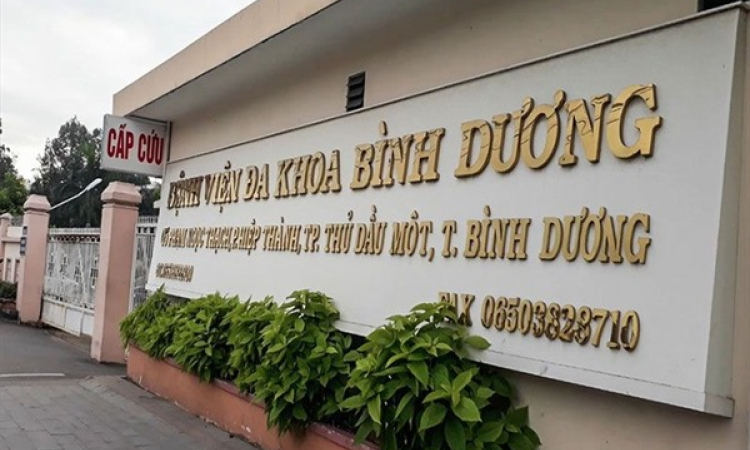 CẤP CỨU
BỆNH VIỆN ĐA KHOA BÌNH DƯƠNG
PHẠM NGỌC THẠCH, P.HIỆP THÀNH, TP. THỦ DẦU MỘT, T. BÌNH DƯƠNG
FAX 06503828710